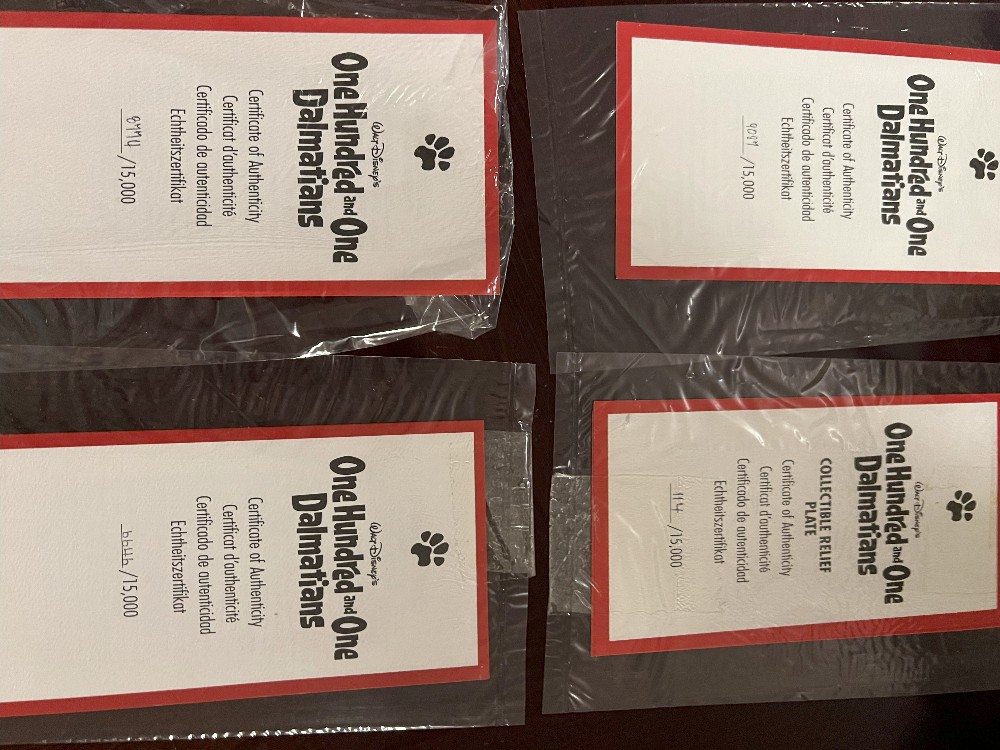 WALT DISNEY'S
One Hundred and One
Dalmatians
Certificate of Authenticity
Certificat d'authenticité
Certificado de autenticidad
Echtheitszertifikat
/15,000
WALT DISNEY'S
One Hundred and One
Dalmatians
Certificate of Authenticity
Certificat d'authenticité
Certificado de autenticidad
Echtheitszertifikat
/15,000
WALT DISNEY'S
One Hundred and One
Dalmatians
COLLECTIBLE RELIEF
PLATE
Certificate of Authenticity
Certificat d'authenticité
Certificado de autenticidad
Echtheitszertifikat
/15,000
WALT DISNEY'S
One Hundred and One
Dalmatians
Certificate of Authenticity
Certificat d'authenticité
Certificado de autenticidad
Echtheitszertifikat
/15,000